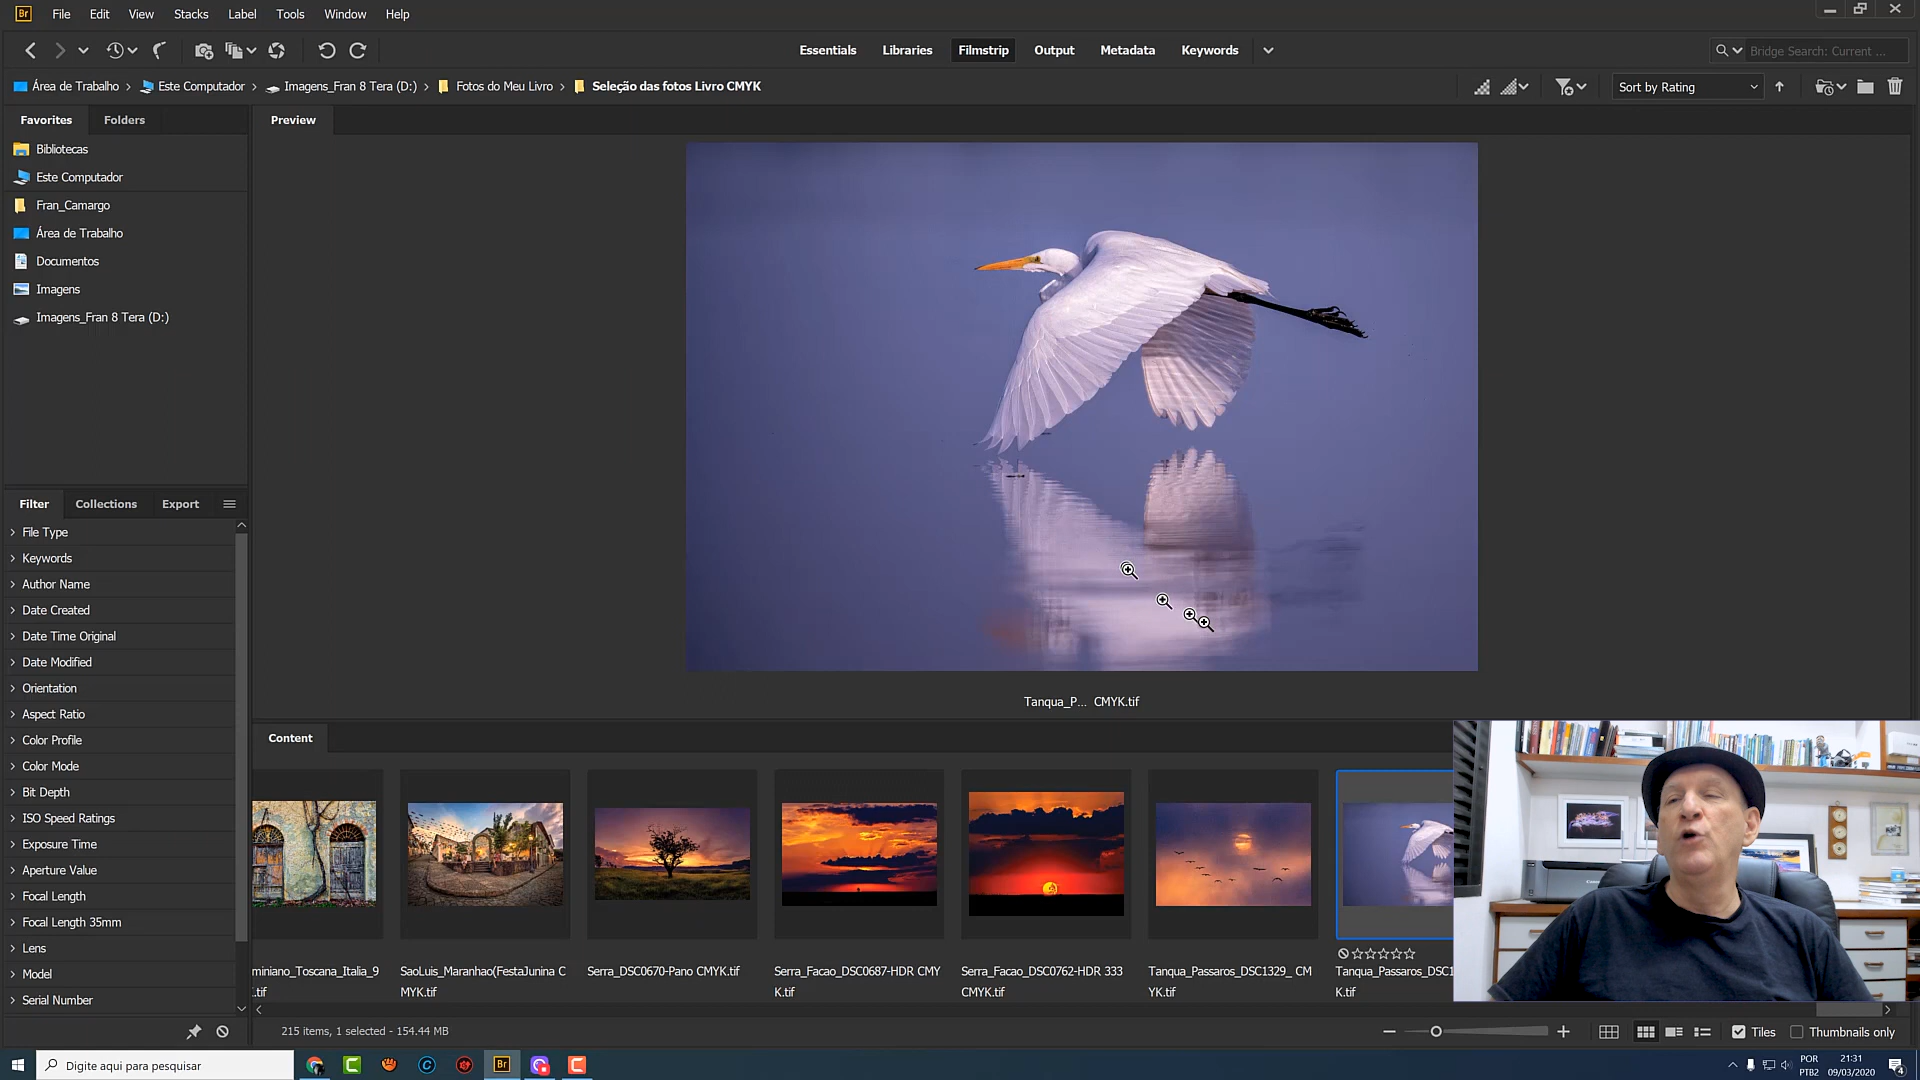 Br File Edit View Stacks Label Tools Window Help
Essentials Libraries Filmstrip Output Metadata Keywords
Bridge Search: Current ...
Área de Trabalho Este Computador Imagens_Fran 8 Tera (D:) Fotos do Meu Livro Seleção das fotos Livro CMYK
Sort by Rating
Favorites Folders
Preview
Bibliotecas
Este Computador
Fran_Camargo
Área de Trabalho
Documentos
Imagens
Imagens_Fran 8 Tera (D:)
Filter Collections Export
File Type
Keywords
Author Name
Date Created
Date Time Original
Date Modified
Orientation
Aspect Ratio
Color Profile
Color Mode
Bit Depth
ISO Speed Ratings
Exposure Time
Aperture Value
Focal Length
Focal Length 35mm
Lens
Model
Serial Number
Tanqua_P... CMYK.tif
Content
miniano_Toscana_Italia_9
.tif
SaoLuis_Maranhao(FestaJunina C
MYK.tif
Serra_DSC0670-Pano CMYK.tif
Serra_Facao_DSC0687-HDR CMY
K.tif
Serra_Facao_DSC0762-HDR 333
CMYK.tif
Tanqua_Passaros_DSC1329_ CM
YK.tif
Tanqua_Passaros_DSC1
K.tif
215 items, 1 selected - 154.44 MB
Tiles Thumbnails only
Digite aqui para pesquisar
Br
POR
PTB2
21:31
09/03/2020
4